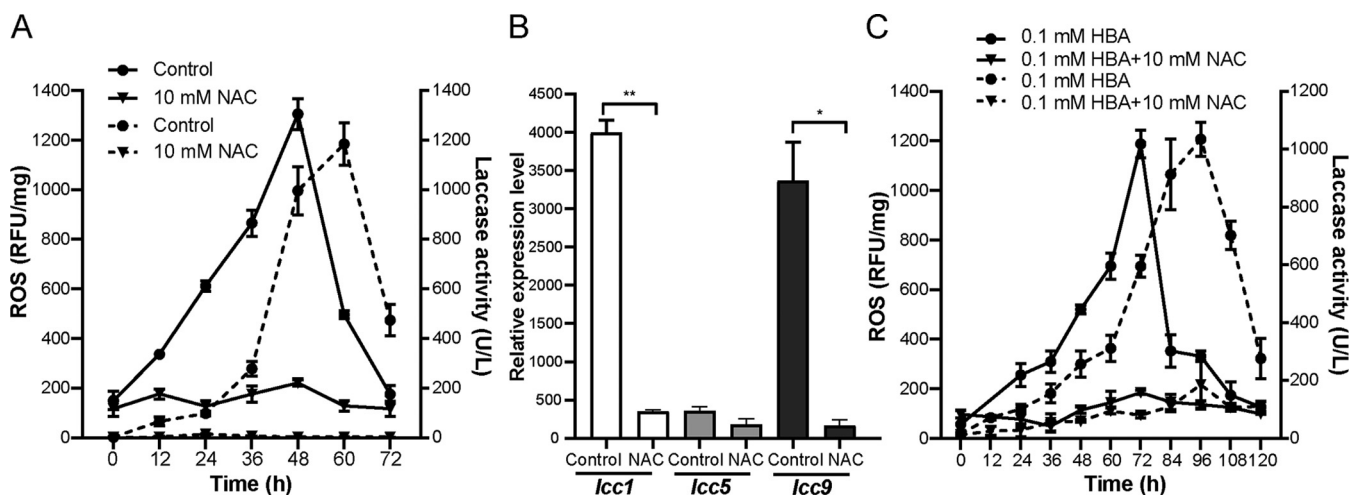 A
Control
10 mM NAC
Control
10 mM NAC
1400
1200
1000
800
600
400
200
0
ROS (RFU/mg)
1400
1200
1000
800
600
400
200
0
Laccase activity (U/L)
0 12 24 36 48 60 72
Time (h)
B
**
*
4500
4000
3500
3000
2500
2000
1500
1000
500
0
Relative expression level
Control NAC Control NAC Control NAC
lcc1 lcc5 lcc9
C
0.1 mM HBA
0.1 mM HBA+10 mM NAC
0.1 mM HBA
0.1 mM HBA+10 mM NAC
1400
1200
1000
800
600
400
200
0
ROS (RFU/mg)
1200
1000
800
600
400
200
0
Laccase activity (U/L)
0 12 24 36 48 60 72 84 96 108 120
Time (h)